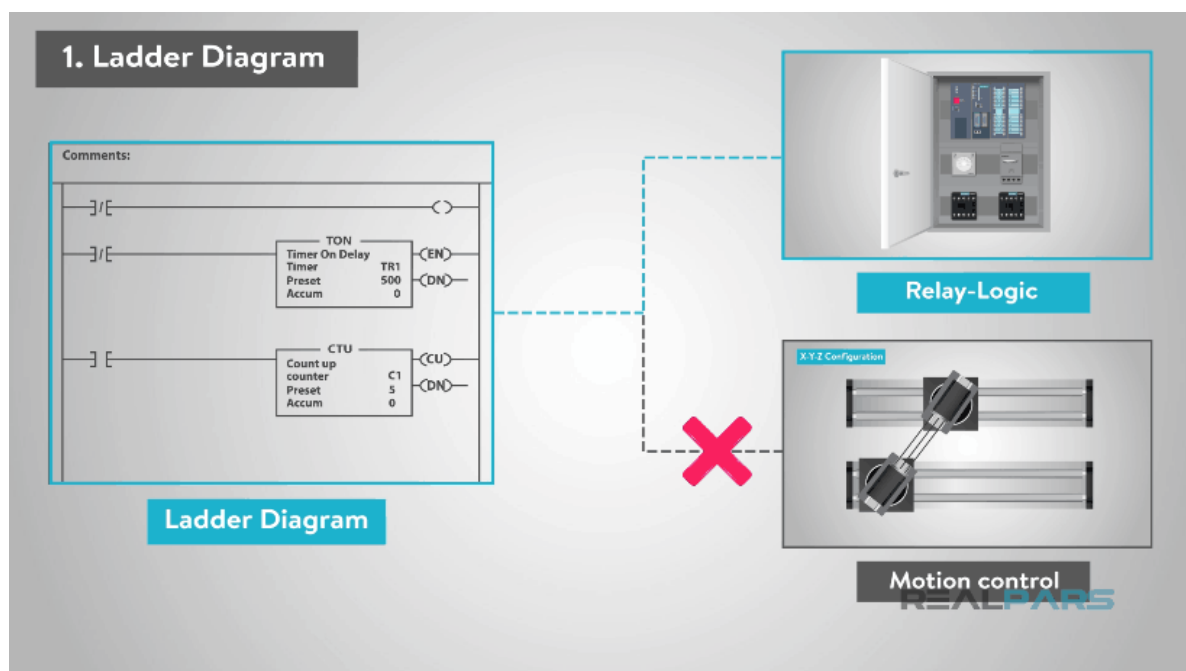 1. Ladder Diagram
Comments:
TON
Timer On Delay
Timer TR1
Preset 500
Accum 0
(EN)
(DN)
CTU
Count up
counter C1
Preset 5
Accum 0
(CU)
(DN)
Ladder Diagram
Relay-Logic
X-Y-Z Configuration
Motion control
REALPARS